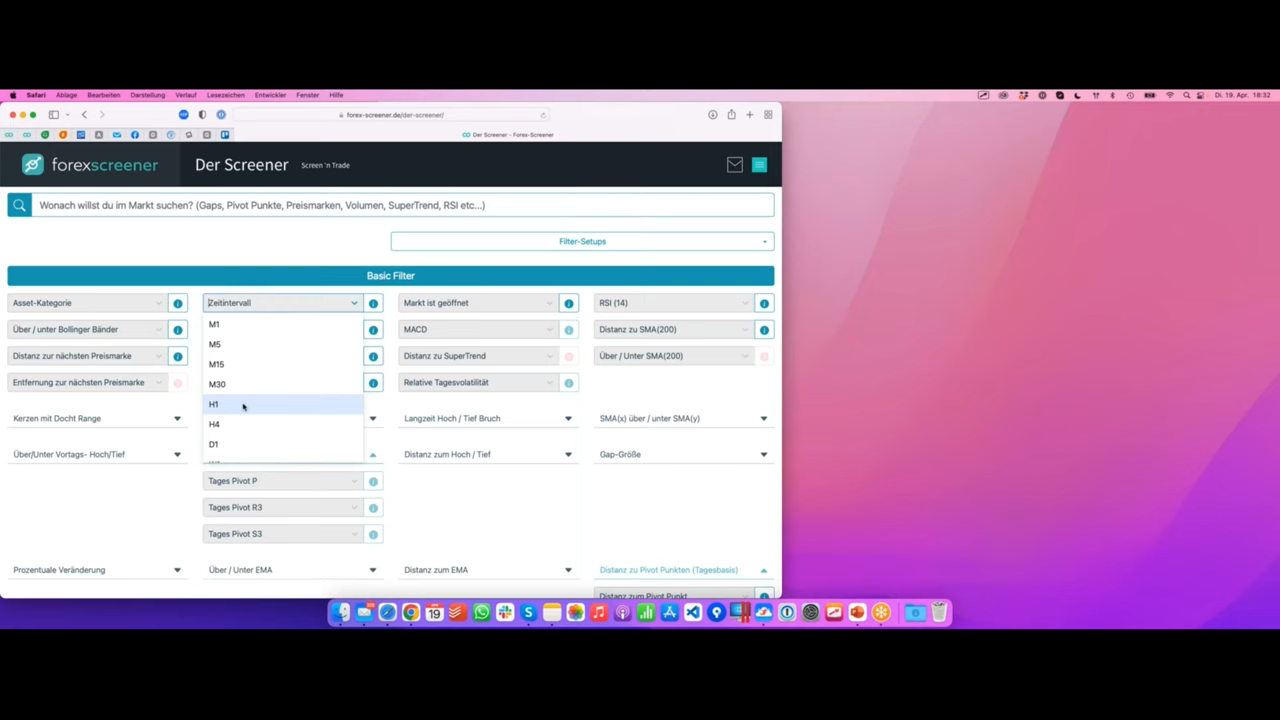 Safari Ablage Bearbeiten Darstellung Verlauf Lesezeichen Entwickler Fenster Hilfe Di. 19. Apr. 18:32
forex-screener.de/der-screener/
Der Screener - Forex-Screener
forexscreener Der Screener Screen 'n Trade
Wonach willst du im Markt suchen? (Gaps, Pivot Punkte, Preismarken, Volumen, SuperTrend, RSI etc...)
Filter-Setups
Basic Filter
Asset-Kategorie Zeitintervall Markt ist geöffnet RSI (14)
M1
Über / unter Bollinger Bänder MACD Distanz zu SMA(200)
M5
Distanz zur nächsten Preismarke Distanz zu SuperTrend Über / Unter SMA(200)
M15
Entfernung zur nächsten Preismarke M30 Relative Tagesvolatilität
H1
Kerzen mit Docht Range Langzeit Hoch / Tief Bruch SMA(x) über / unter SMA(y)
H4
D1
Über/Unter Vortags- Hoch/Tief Distanz zum Hoch / Tief Gap-Größe
Tages Pivot P
Tages Pivot R3
Tages Pivot S3
Prozentuale Veränderung Über / Unter EMA Distanz zum EMA Distanz zu Pivot Punkten (Tagesbasis)
Distanz zum Pivot Punkt
19